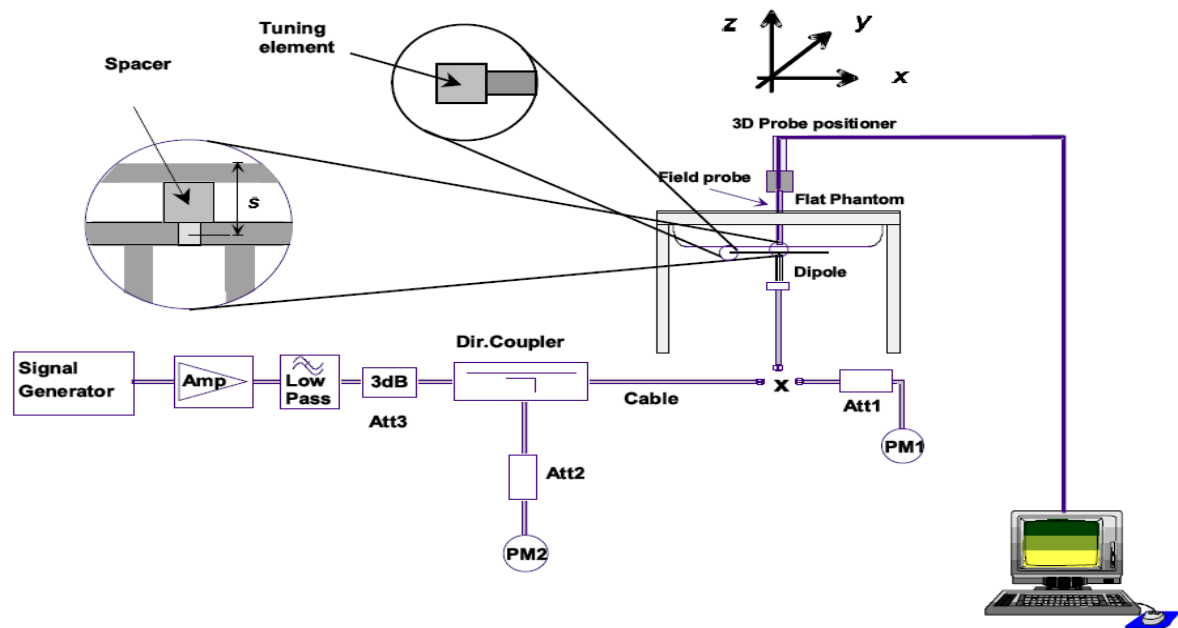 Tuning
element
Spacer
s
z
y
x
3D Probe positioner
Field probe
Flat Phantom
Dipole
Signal
Generator
Amp
Low
Pass
3dB
Att3
Dir.Coupler
Cable
x
Att1
PM1
Att2
PM2